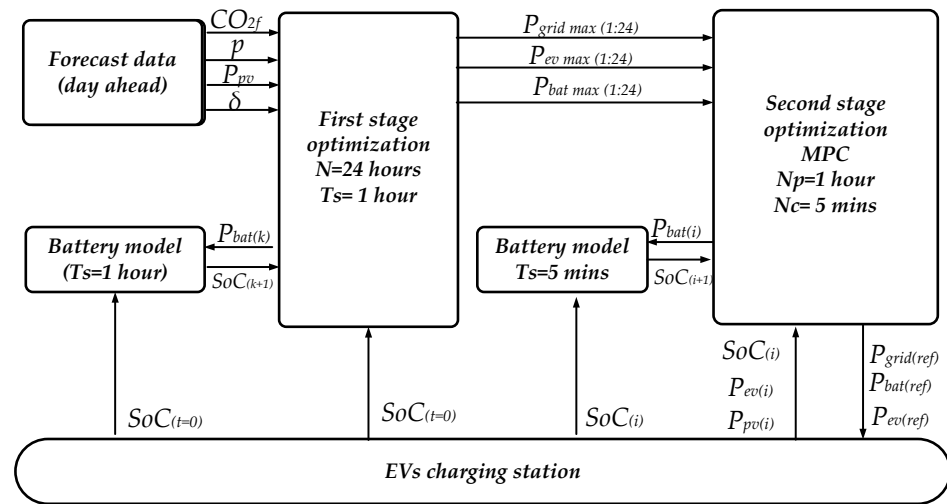 Forecast data
(day ahead)
CO2f
p
Ppv
δ
First stage
optimization
N=24 hours
Ts= 1 hour
Pgrid max (1:24)
Pev max (1:24)
Pbat max (1:24)
Second stage
optimization
MPC
Np=1 hour
Nc= 5 mins
Battery model
(Ts=1 hour)
Pbat(k)
SoC(k+1)
Battery model
Ts=5 mins
Pbat(i)
SoC(i+1)
SoC(t=0)
SoC(t=0)
SoC(i)
SoC(i)
Pev(i)
Ppv(i)
Pgrid(ref)
Pbat(ref)
Pev(ref)
EVs charging station